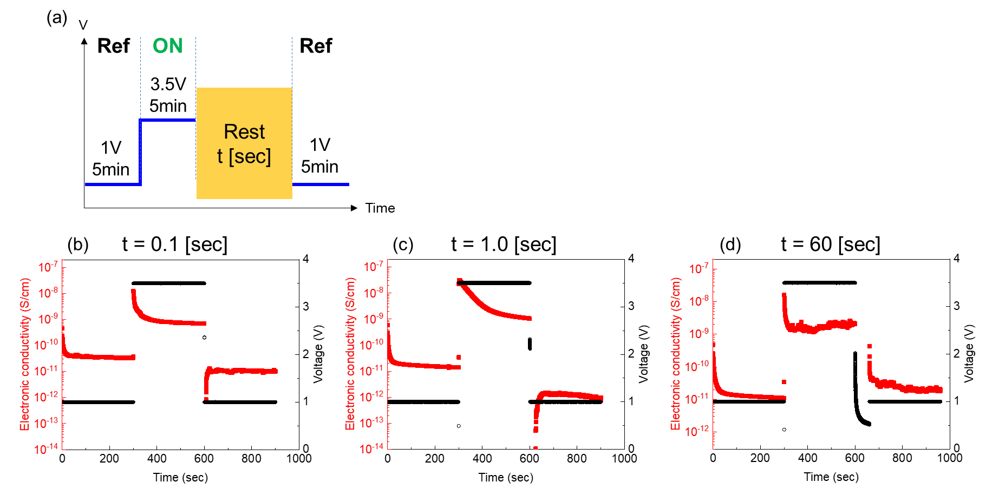 (a)
V
Ref
ON
Ref
3.5V
5min
1V
5min
Rest
t [sec]
1V
5min
Time
(b)
t = 0.1 [sec]
10-7
10-8
10-9
10-10
10-11
10-12
10-13
10-14
Electronic conductivity (S/cm)
4
3
2
1
0
Voltage (V)
0
200
400
600
800
1000
Time (sec)
(c)
t = 1.0 [sec]
10-7
10-8
10-9
10-10
10-11
10-12
10-13
10-14
Electronic conductivity (S/cm)
4
3
2
1
0
Voltage (V)
0
200
400
600
800
1000
Time (sec)
(d)
t = 60 [sec]
10-7
10-8
10-9
10-10
10-11
10-12
Electronic conductivity (S/cm)
4
3
2
1
0
Voltage (V)
0
200
400
600
800
1000
Time (sec)